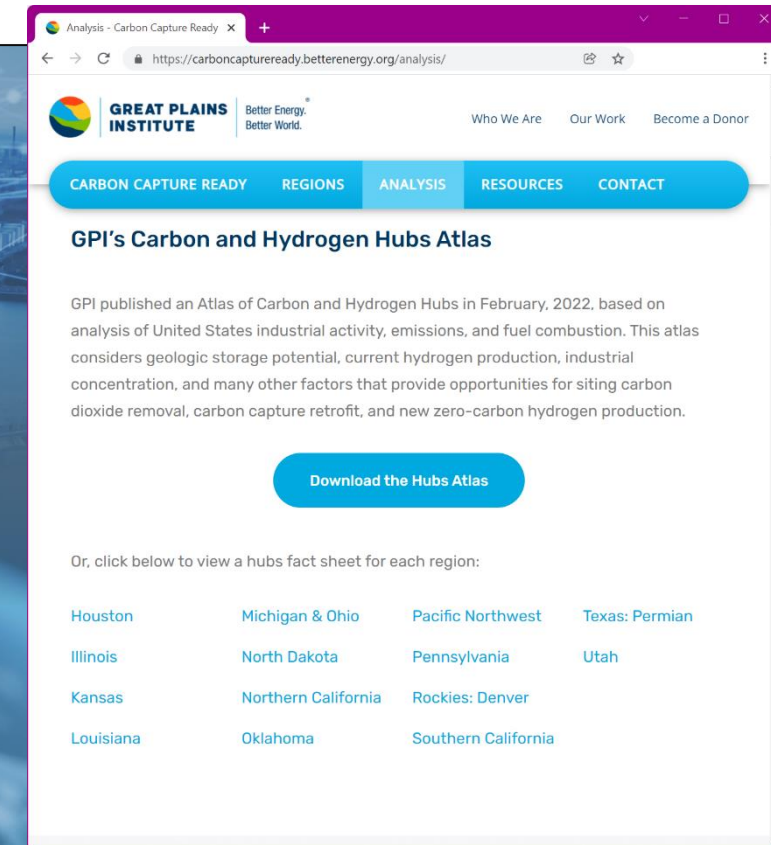 Analysis - Carbon Capture Ready
https://carboncaptureready.betterenergy.org/analysis/
GREAT PLAINS INSTITUTE
Better Energy.®
Better World.
Who We Are Our Work Become a Donor
CARBON CAPTURE READY REGIONS ANALYSIS RESOURCES CONTACT
GPI’s Carbon and Hydrogen Hubs Atlas
GPI published an Atlas of Carbon and Hydrogen Hubs in February, 2022, based on
analysis of United States industrial activity, emissions, and fuel combustion. This atlas
considers geologic storage potential, current hydrogen production, industrial
concentration, and many other factors that provide opportunities for siting carbon
dioxide removal, carbon capture retrofit, and new zero-carbon hydrogen production.
Download the Hubs Atlas
Or, click below to view a hubs fact sheet for each region:
Houston Michigan & Ohio Pacific Northwest Texas: Permian
Illinois North Dakota Pennsylvania Utah
Kansas Northern California Rockies: Denver
Louisiana Oklahoma Southern California